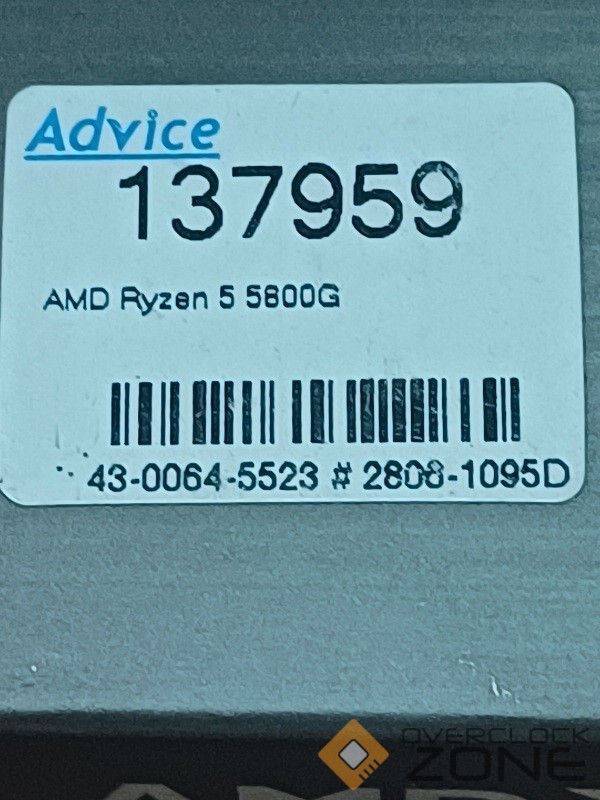 Advice
137959
AMD Ryzen 5 5600G
43-0064-5523 # 2808-1095D
OVERCLOCK
ZONE